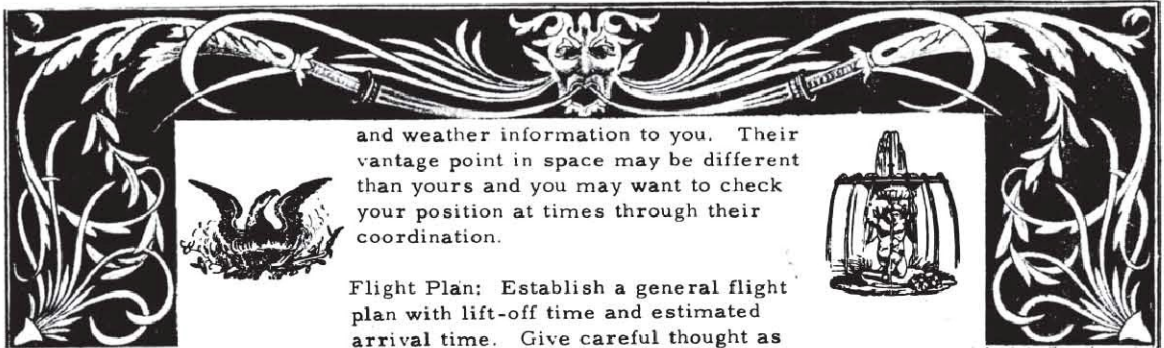 and weather information to you. Their
vantage point in space may be different
than yours and you may want to check
your position at times through their
coordination.
Flight Plan: Establish a general flight
plan with lift-off time and estimated
arrival time. Give careful thought as